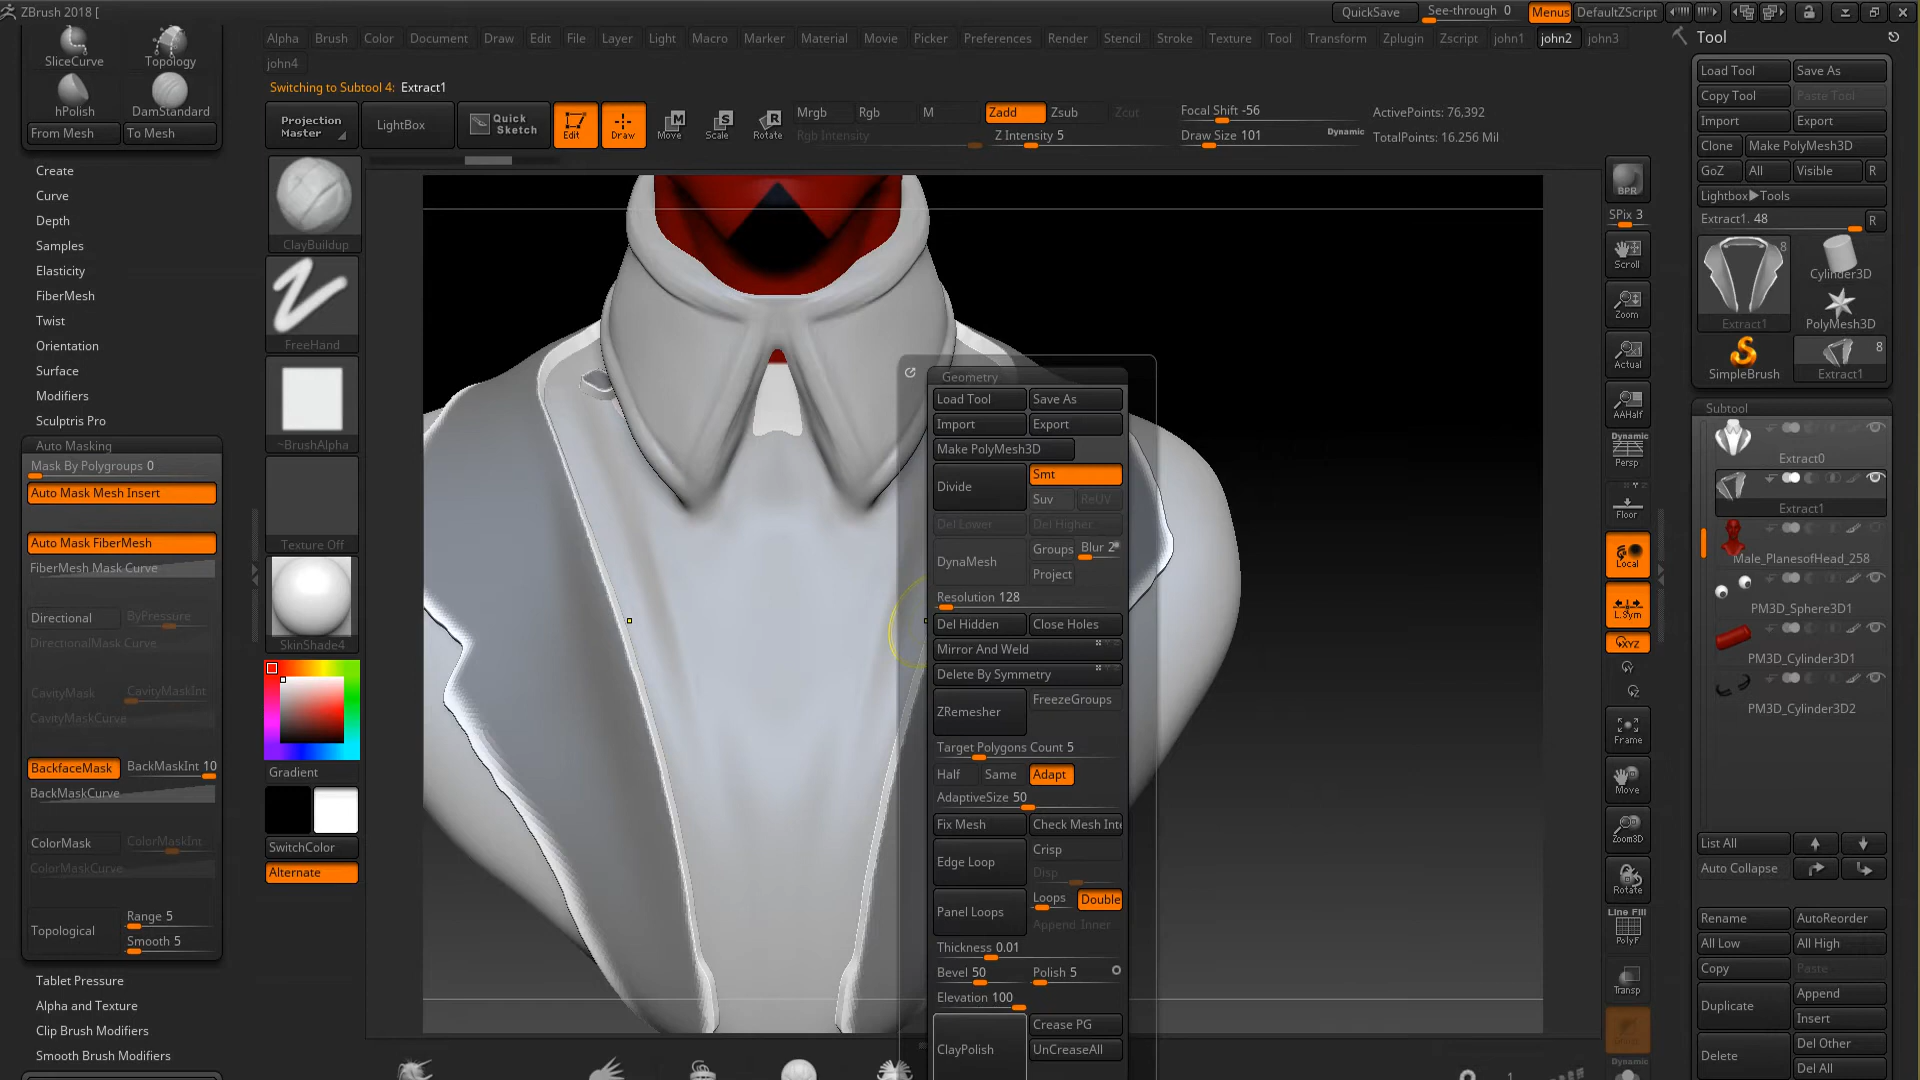 ZBrush 2018 [
QuickSave
See-through 0
Menus
DefaultZScript
Alpha Brush Color Document Draw Edit File Layer Light Macro Marker Material Movie Picker Preferences Render Stencil Stroke Texture Tool Transform Zplugin Zscript john1 john2 john3
john4
Switching to Subtool 4: Extract1
SliceCurve Topology
hPolish DamStandard
From Mesh To Mesh
Create
Curve
Depth
Samples
Elasticity
FiberMesh
Twist
Orientation
Surface
Modifiers
Sculptris Pro
Auto Masking
Mask By Polygroups 0
Auto Mask Mesh Insert
Auto Mask FiberMesh
FiberMesh Mask Curve
Directional ByPressure
DirectionalMask Curve
CavityMask CavityMaskInt
CavityMaskCurve
BackfaceMask BackMaskInt 10
BackMaskCurve
ColorMask ColorMaskInt
ColorMaskCurve
Topological
Range 5
Smooth 5
Tablet Pressure
Alpha and Texture
Clip Brush Modifiers
Smooth Brush Modifiers
Projection
Master
LightBox
Quick
Sketch
Edit
Draw
Move
Scale
Rotate
Mrgb Rgb M Zadd Zsub Zcut
Rgb Intensity
Z Intensity 5
Focal Shift -56
Draw Size 101
Dynamic
ActivePoints: 76,392
TotalPoints: 16.256 Mil
ClayBuildup
FreeHand
~BrushAlpha
Texture Off
SkinShade4
Gradient
SwitchColor
Alternate
Geometry
Load Tool Save As
Import Export
Make PolyMesh3D
Divide
Smt
Suv ReUV
Del Lower Del Higher
DynaMesh
Groups Blur 2
Project
Resolution 128
Del Hidden Close Holes
Mirror And Weld
Delete By Symmetry
ZRemesher
FreezeGroups
Target Polygons Count 5
Half Same Adapt
AdaptiveSize 50
Fix Mesh Check Mesh Int
Edge Loop
Crisp
Disp
Panel Loops
Loops Double
Append Inner
Thickness 0.01
Bevel 50 Polish 5
Elevation 100
ClayPolish
Crease PG
UnCreaseAll
BPR
SPix 3
Scroll
Zoom
Actual
AAHalf
Dynamic
Persp
Floor
Local
L.Sym
XYZ
Frame
Move
Zoom3D
Rotate
Line Fill
PolyF
Transp
Dynamic
Tool
Load Tool Save As
Copy Tool Paste Tool
Import Export
Clone Make PolyMesh3D
GoZ All Visible R
Lightbox▶Tools
Extract1. 48 R
8
Extract1
Cylinder3D
PolyMesh3D
SimpleBrush
8
Extract1
Subtool
Extract0
Extract1
Male_PlanesofHead_258
PM3D_Sphere3D1
PM3D_Cylinder3D1
PM3D_Cylinder3D2
List All
Auto Collapse
Rename AutoReorder
All Low All High
Copy Paste
Duplicate
Append
Insert
Delete
Del Other
Del All